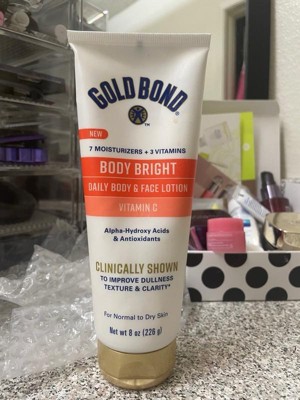 GOLD BOND
NEW
7 MOISTURIZERS + 3 VITAMINS
BODY BRIGHT
DAILY BODY & FACE LOTION
VITAMIN C
Alpha-Hydroxy Acids
& Antioxidants
CLINICALLY SHOWN
TO IMPROVE DULLNESS
TEXTURE & CLARITY*
For Normal to Dry Skin
Net wt 8 oz (226 g)